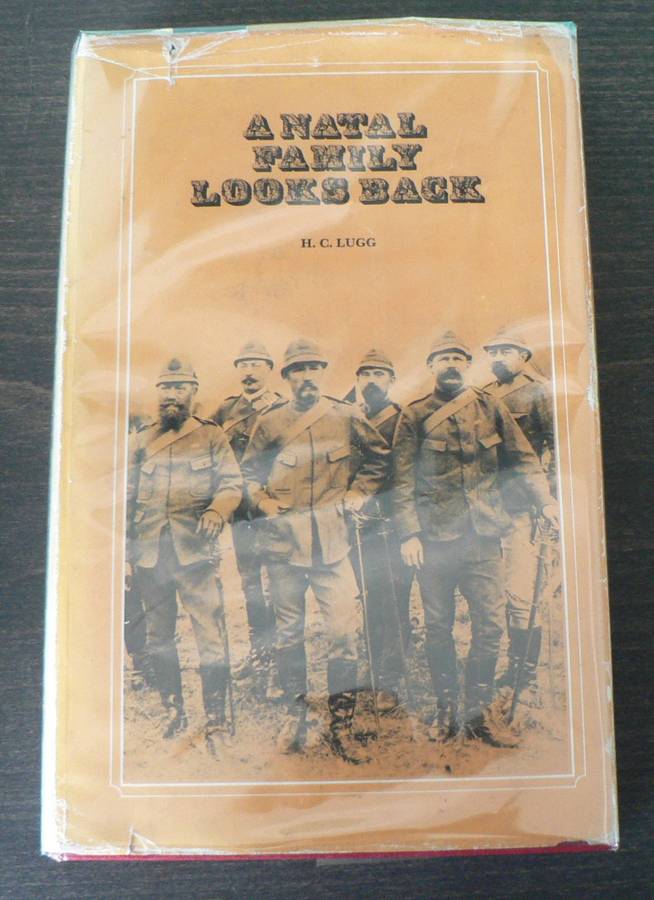 A NATAL
FAMILY
LOOKS BACK
H. C. LUGG